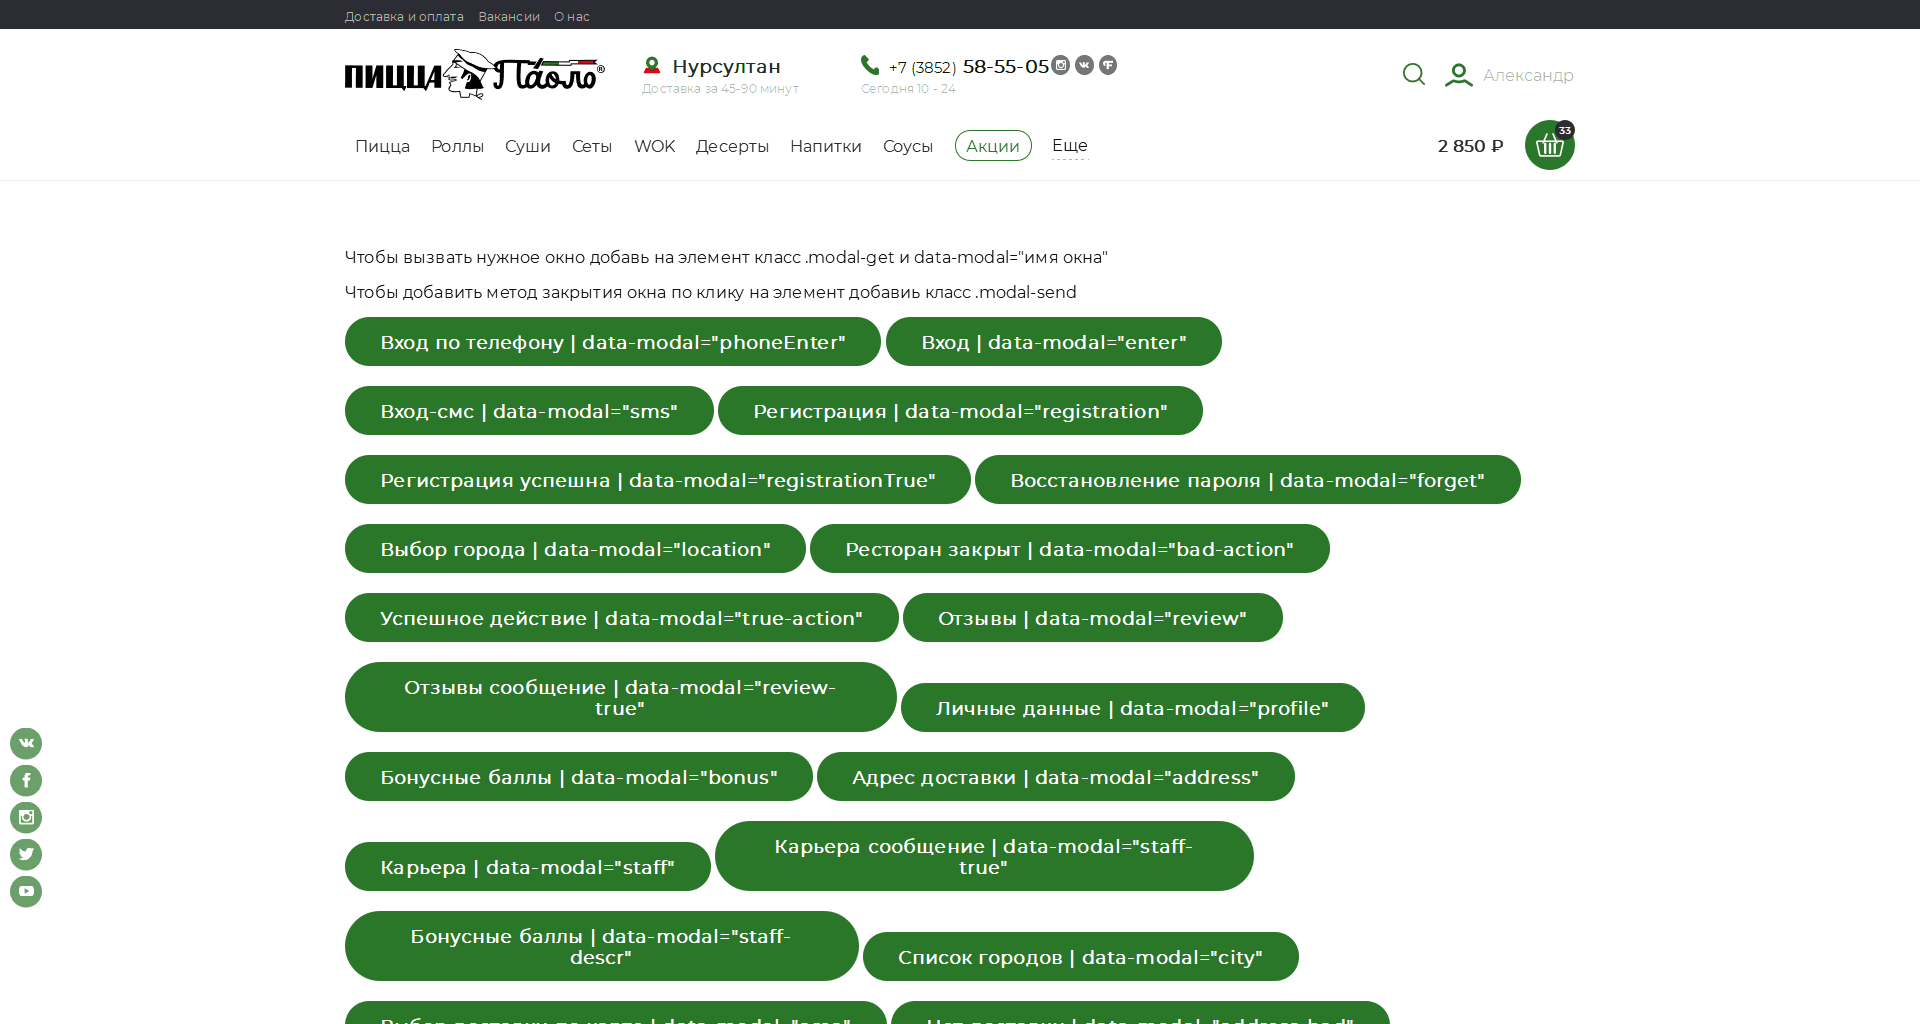 Доставка и оплата Вакансии О нас
ПИЦЦА Пáоло ®
Нурсултан
Доставка за 45-90 минут
+7 (3852) 58-55-05
Сегодня 10 - 24
Александр
Пицца Роллы Суши Сеты WOK Десерты Напитки Соусы Акции Еще
2 850 ₽
33
Чтобы вызвать нужное окно добавь на элемент класс .modal-get и data-modal="имя окна"
Чтобы добавить метод закрытия окна по клику на элемент добавиь класс .modal-send
Вход по телефону | data-modal="phoneEnter"
Вход | data-modal="enter"
Вход-смс | data-modal="sms"
Регистрация | data-modal="registration"
Регистрация успешна | data-modal="registrationTrue"
Восстановление пароля | data-modal="forget"
Выбор города | data-modal="location"
Ресторан закрыт | data-modal="bad-action"
Успешное действие | data-modal="true-action"
Отзывы | data-modal="review"
Отзывы сообщение | data-modal="review-
true"
Личные данные | data-modal="profile"
Бонусные баллы | data-modal="bonus"
Адрес доставки | data-modal="address"
Карьера | data-modal="staff"
Карьера сообщение | data-modal="staff-
true"
Бонусные баллы | data-modal="staff-
descr"
Список городов | data-modal="city"